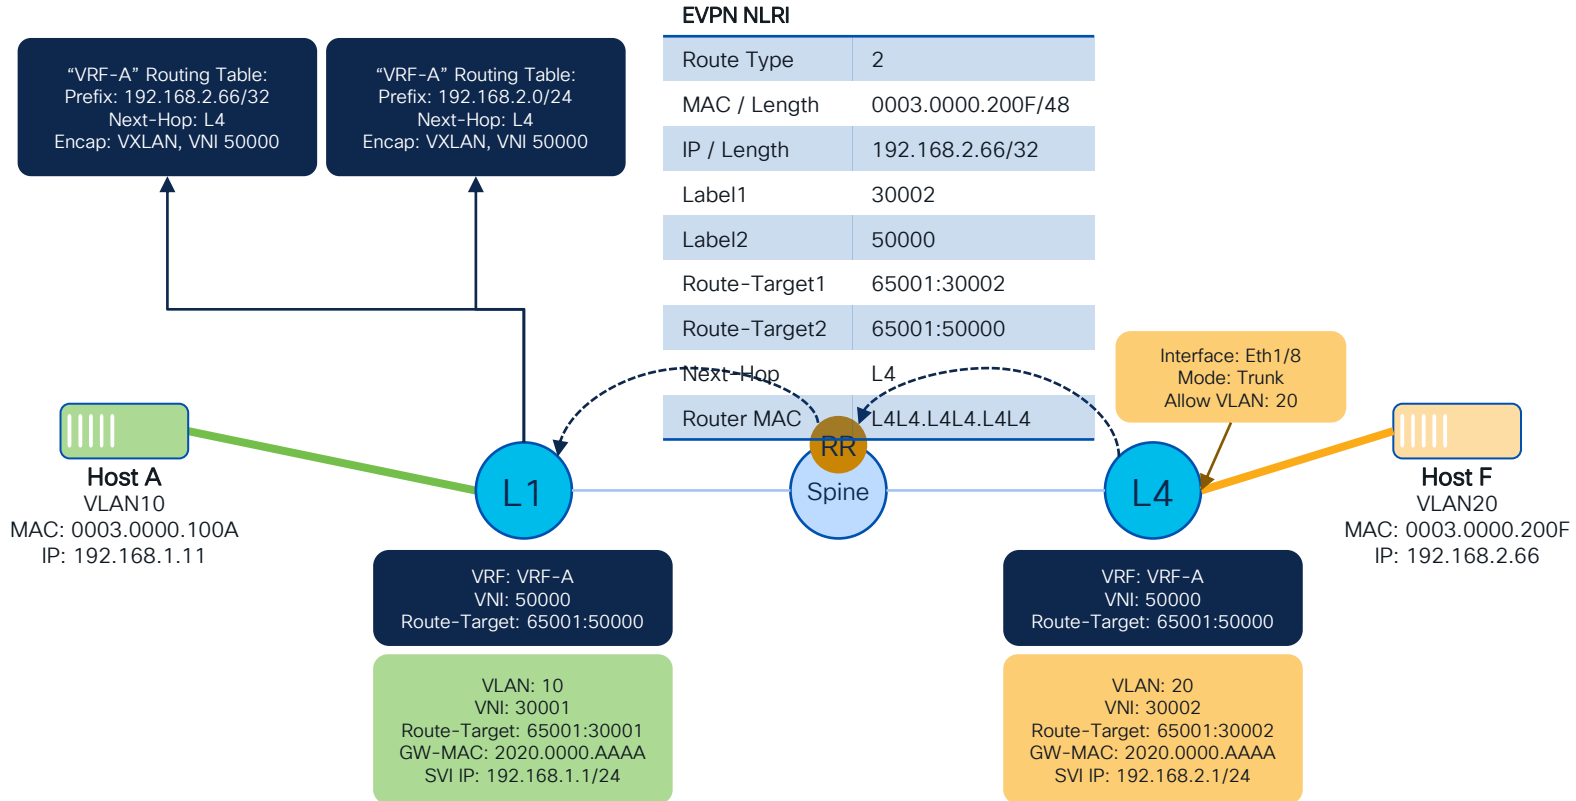 EVPN NLRI
"VRF-A" Routing Table:
Prefix: 192.168.2.66/32
Next-Hop: L4
Encap: VXLAN, VNI 50000
"VRF-A" Routing Table:
Prefix: 192.168.2.0/24
Next-Hop: L4
Encap: VXLAN, VNI 50000
Route Type 2
MAC / Length 0003.0000.200F/48
IP / Length 192.168.2.66/32
Label1 30002
Label2 50000
Route-Target1 65001:30002
Route-Target2 65001:50000
Next-Hop L4
Router MAC L4L4.L4L4.L4L4
Interface: Eth1/8
Mode: Trunk
Allow VLAN: 20
Host A
VLAN10
MAC: 0003.0000.100A
IP: 192.168.1.11
L1
RR
Spine
L4
Host F
VLAN20
MAC: 0003.0000.200F
IP: 192.168.2.66
VRF: VRF-A
VNI: 50000
Route-Target: 65001:50000
VLAN: 10
VNI: 30001
Route-Target: 65001:30001
GW-MAC: 2020.0000.AAAA
SVI IP: 192.168.1.1/24
VRF: VRF-A
VNI: 50000
Route-Target: 65001:50000
VLAN: 20
VNI: 30002
Route-Target: 65001:30002
GW-MAC: 2020.0000.AAAA
SVI IP: 192.168.2.1/24